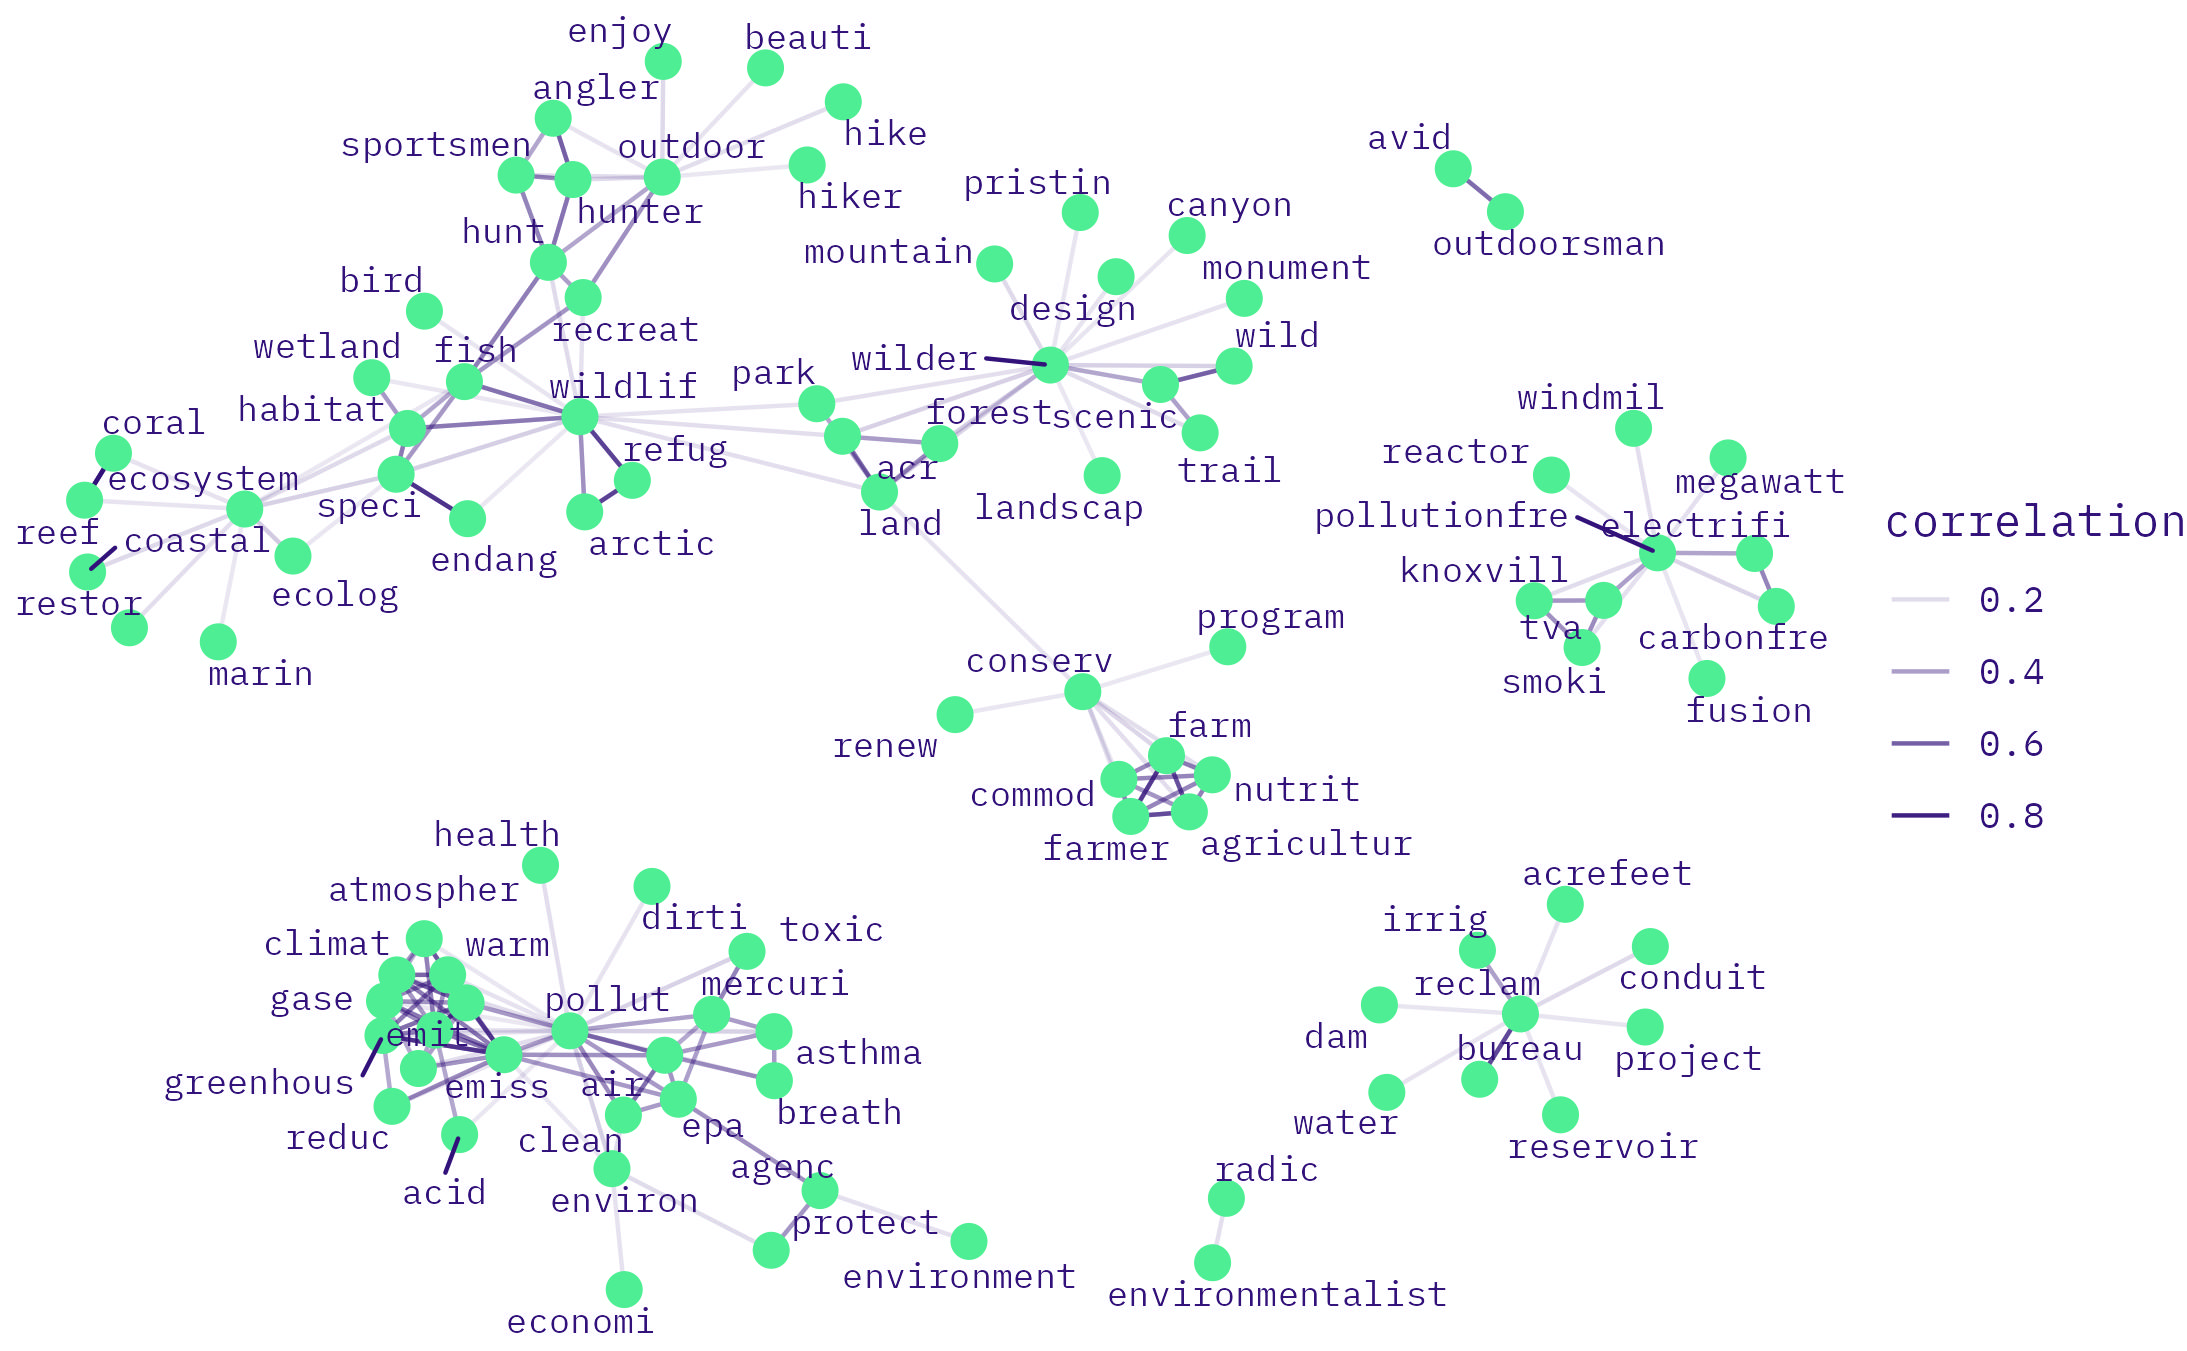 enjoy
beauti
angler
hike
sportsmen
outdoor
avid
pristin
hiker
canyon
hunter
hunt
outdoorsman
mountain
monument
bird
design
recreat
wild
wetland
fish
wilder
park
wildlif
windmil
habitat
forest
scenic
coral
refug
reactor
acr
trail
ecosystem
megawatt
speci
landscap
pollutionfre
electrifi
correlation
land
reef
coastal
arctic
endang
knoxvill
ecolog
0.2
restor
program
tva
carbonfre
conserv
marin
0.4
smoki
fusion
farm
renew
0.6
nutrit
commod
0.8
health
farmer
agricultur
acrefeet
atmospher
dirti
irrig
toxic
climat
warm
conduit
mercuri
reclam
gase
pollut
emit
dam
bureau
asthma
project
greenhous
emiss
air
breath
water
epa
reduc
clean
reservoir
agenc
radic
acid
environ
protect
environment
environmentalist
economi